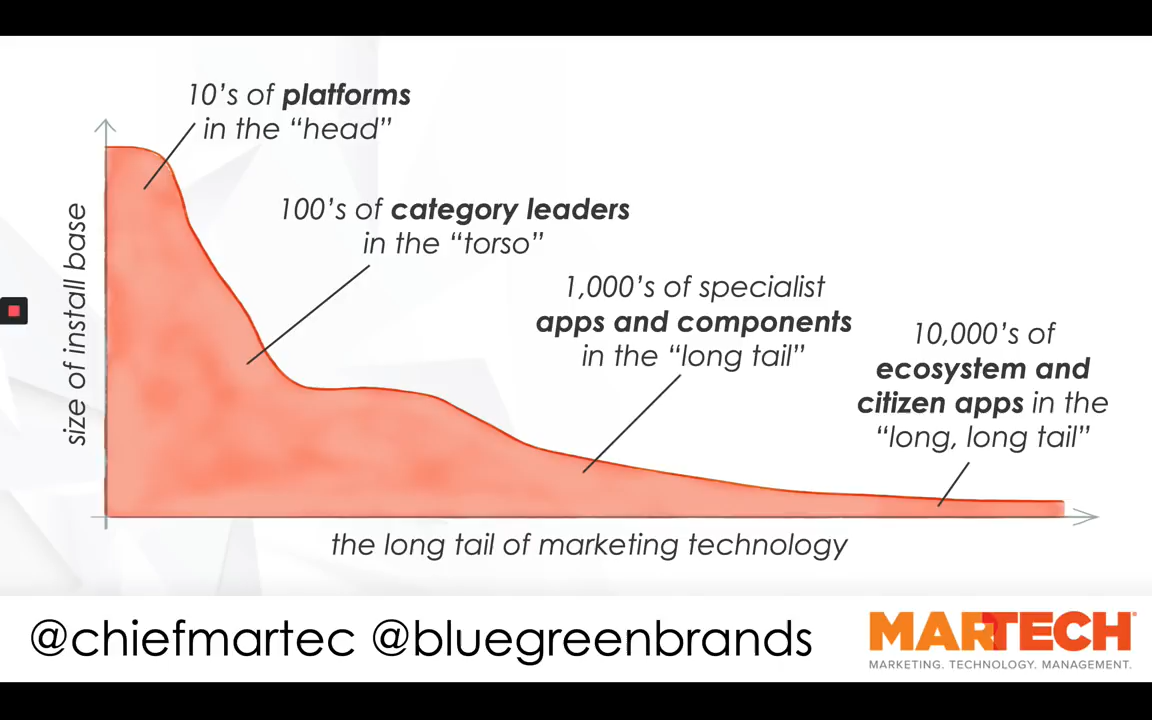 10’s of platforms
in the “head”
100’s of category leaders
in the “torso”
1,000’s of specialist
apps and components
in the “long tail”
10,000’s of
ecosystem and
citizen apps in the
“long, long tail”
size of install base
the long tail of marketing technology
@chiefmartec @bluegreenbrands
MARTECH®
MARKETING. TECHNOLOGY. MANAGEMENT.